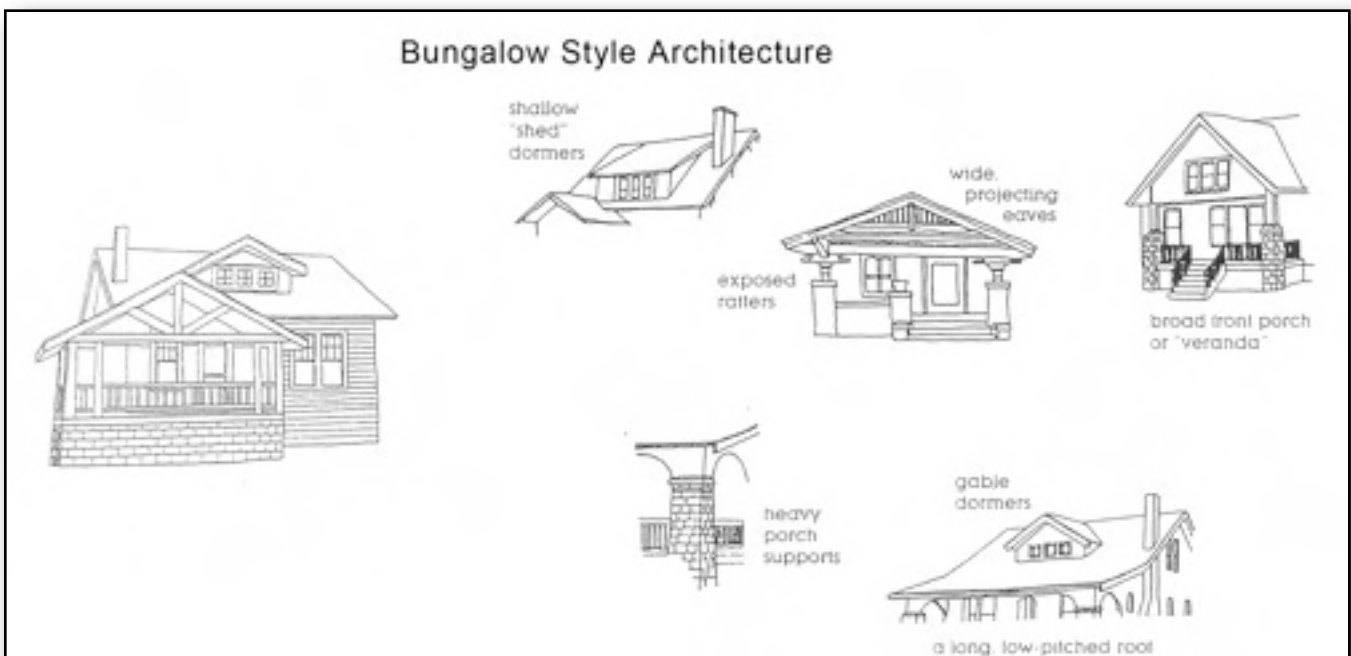 Bungalow Style Architecture
shallow
"shed"
dormers
wide,
projecting
eaves
exposed
rafters
broad front porch
or "veranda"
heavy
porch
supports
gable
dormers
a long, low-pitched roof